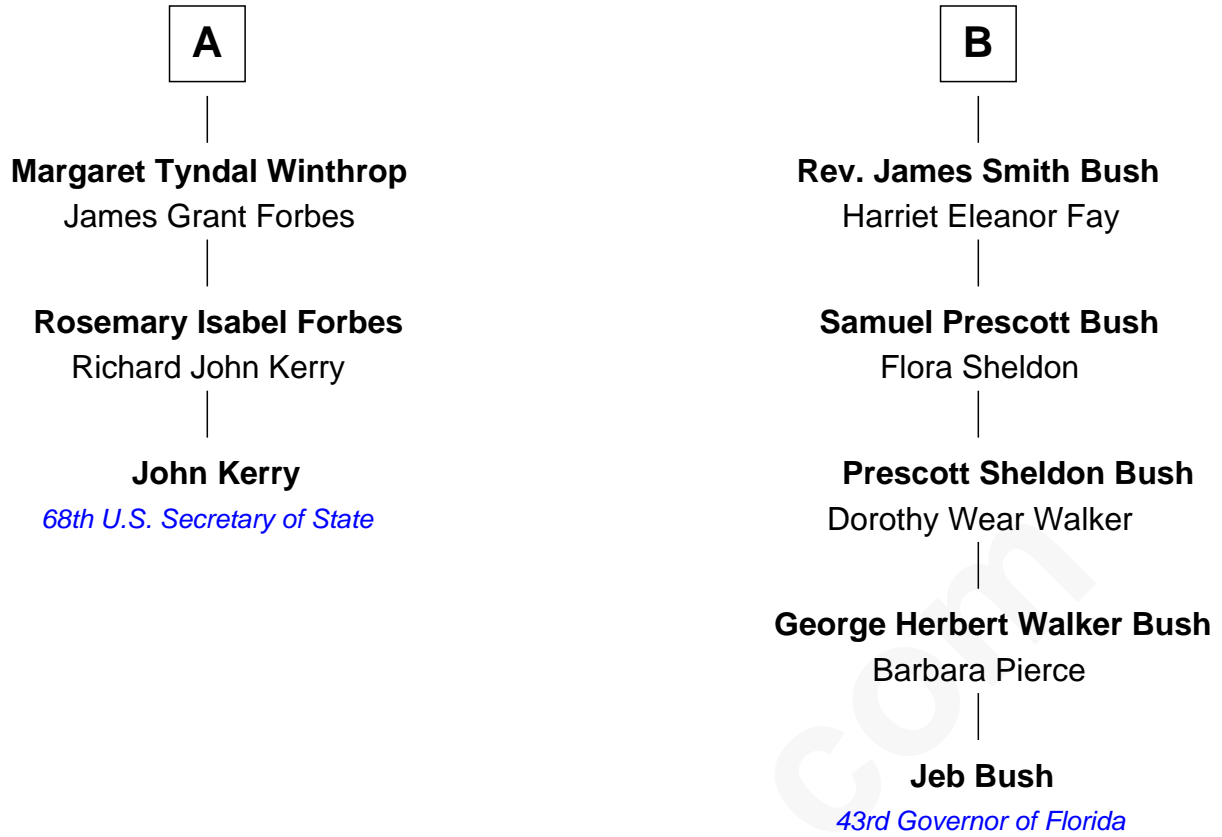 A
Margaret Tyndal Winthrop
James Grant Forbes
Rosemary Isabel Forbes
Richard John Kerry
John Kerry
68th U.S. Secretary of State
B
Rev. James Smith Bush
Harriet Eleanor Fay
Samuel Prescott Bush
Flora Sheldon
Prescott Sheldon Bush
Dorothy Wear Walker
George Herbert Walker Bush
Barbara Pierce
Jeb Bush
43rd Governor of Florida
com